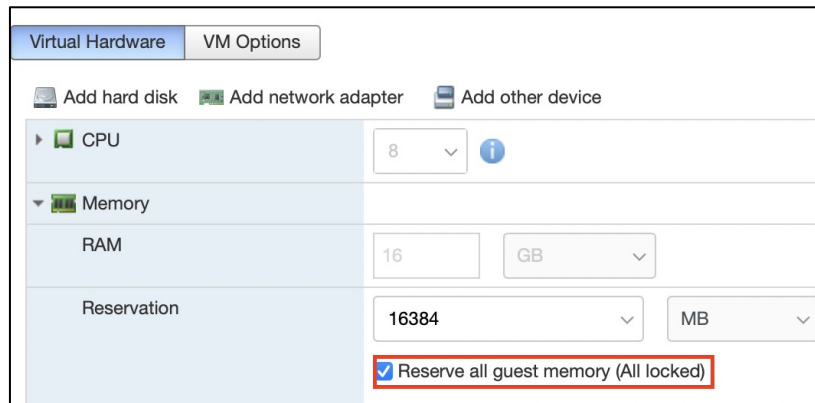 Virtual Hardware VM Options
Add hard disk Add network adapter Add other device
CPU 8
Memory
RAM 16 GB
Reservation 16384 MB
Reserve all guest memory (All locked)